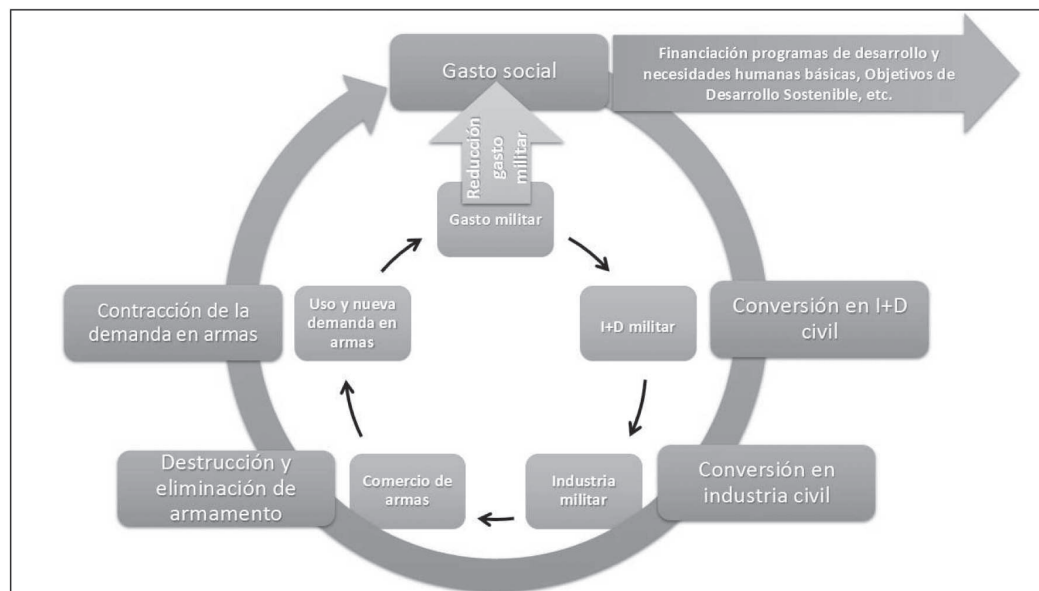 Gasto social
Financiación programas de desarrollo y
necesidades humanas básicas, Objetivos de
Desarrollo Sostenible, etc.
Reducción
gasto
militar
Gasto militar
Contracción de la
demanda en armas
Uso y nueva
demanda en
armas
I+D militar
Conversión en I+D
civil
Destrucción y
eliminación de
armamento
Comercio de
armas
Industria
militar
Conversión en
industria civil